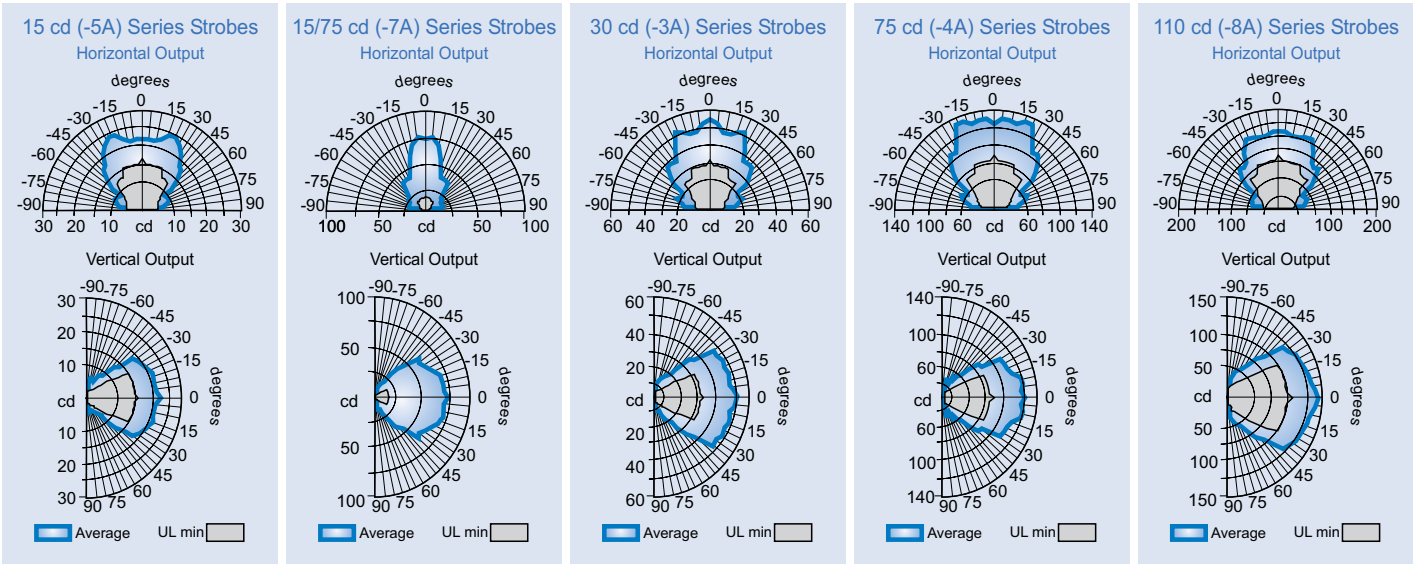 15 cd (-5A) Series Strobes
Horizontal Output
degrees
-15 0 15
-30 30
-45 45
-60 60
-75 75
-90 90
30 20 10 cd 10 20 30
Vertical Output
-90 -75 -60 -45 -30 -15 0 15 30 45 60 75 90
30 20 10 cd 10 20 30
degrees
Average UL min
15/75 cd (-7A) Series Strobes
Horizontal Output
degrees
-15 0 15
-30 30
-45 45
-60 60
-75 75
-90 90
100 50 cd 50 100
Vertical Output
-90 -75 -60 -45 -30 -15 0 15 30 45 60 75 90
100 50 cd 50 100
degrees
Average UL min
30 cd (-3A) Series Strobes
Horizontal Output
degrees
-15 0 15
-30 30
-45 45
-60 60
-75 75
-90 90
60 40 20 cd 20 40 60
Vertical Output
-90 -75 -60 -45 -30 -15 0 15 30 45 60 75 90
60 40 20 cd 20 40 60
degrees
Average UL min
75 cd (-4A) Series Strobes
Horizontal Output
degrees
-15 0 15
-30 30
-45 45
-60 60
-75 75
-90 90
140 100 60 cd 60 100 140
Vertical Output
-90 -75 -60 -45 -30 -15 0 15 30 45 60 75 90
140 100 60 cd 60 100 140
degrees
Average UL min
110 cd (-8A) Series Strobes
Horizontal Output
degrees
-15 0 15
-30 30
-45 45
-60 60
-75 75
-90 90
200 100 cd 100 200
Vertical Output
-90 -75 -60 -45 -30 -15 0 15 30 45 60 75 90
150 50 cd 50 150
degrees
Average UL min